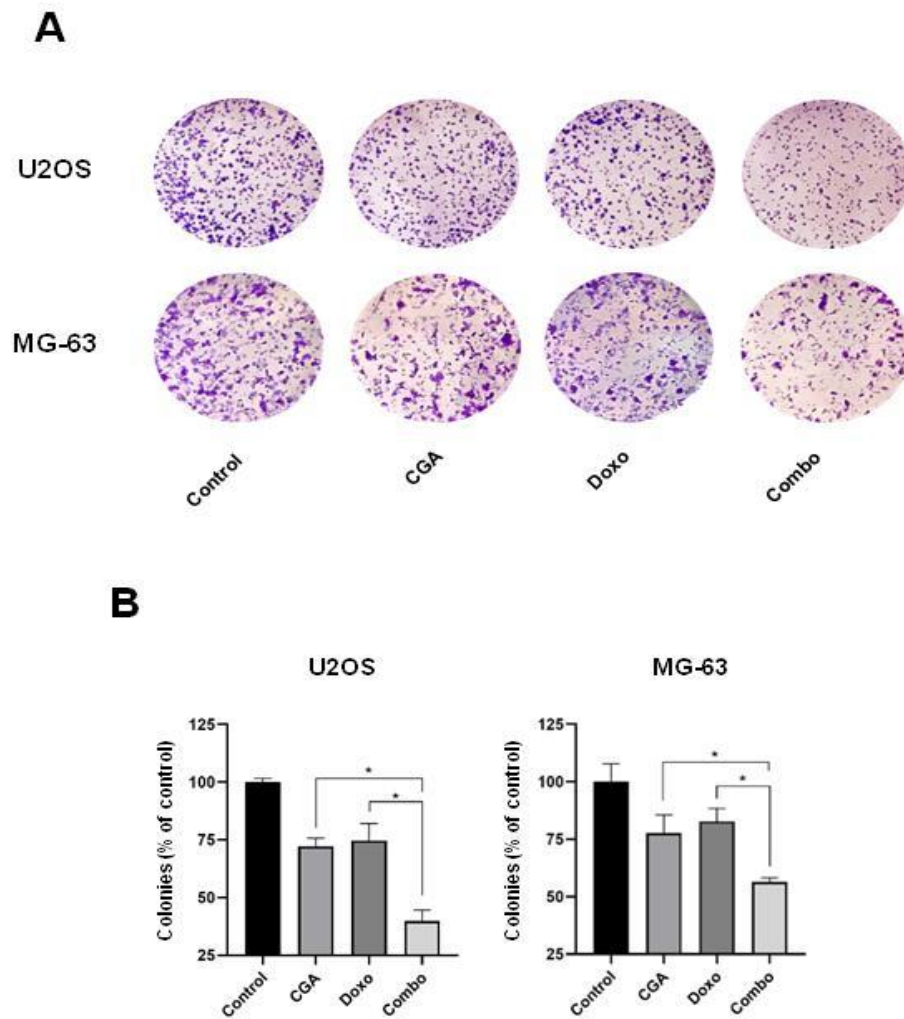 A
U2OS
MG-63
Control
CGA
Doxo
Combo
B
U2OS
MG-63
Colonies (% of control)
125
100
75
50
25
*
*
Control
CGA
Doxo
Combo
Colonies (% of control)
125
100
75
50
25
*
*
Control
CGA
Doxo
Combo